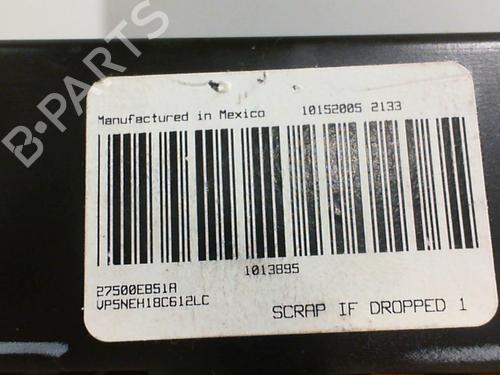 Manufactured in Mexico 10152005 2133
1013895
27500EB51A
VP5NEH18C612LC
SCRAP IF DROPPED 1
B-PARTS